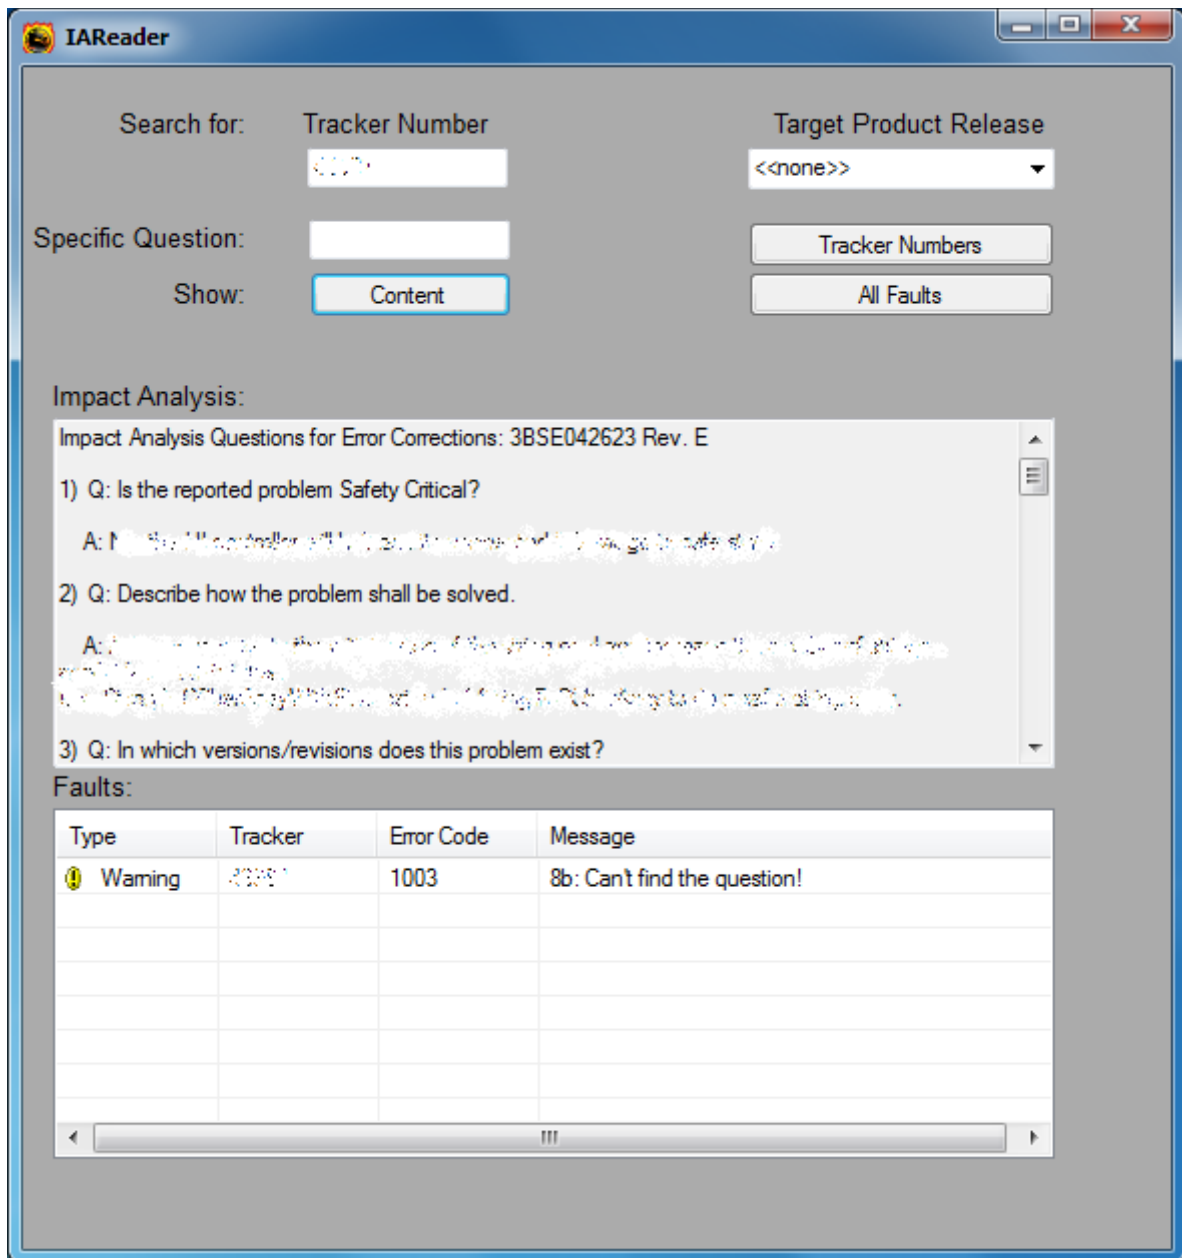 IAReader
Search for: Tracker Number Target Product Release
<<none>>
Specific Question: Tracker Numbers
Show: Content All Faults
Impact Analysis:
Impact Analysis Questions for Error Corrections: 3BSE042623 Rev. E
1) Q: Is the reported problem Safety Critical?
A:
2) Q: Describe how the problem shall be solved.
A:
3) Q: In which versions/revisions does this problem exist?
Faults:
Type Tracker Error Code Message
Warning 1003 8b: Can't find the question!